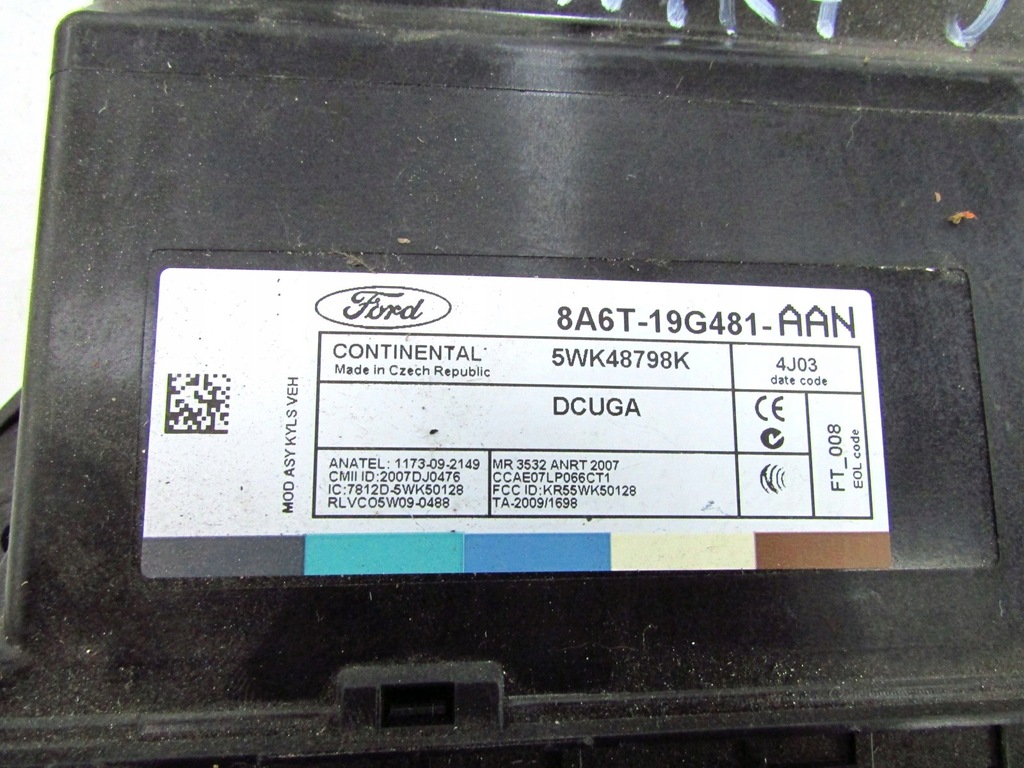 Ford
8A6T-19G481-AAN
CONTINENTAL
Made in Czech Republic
5WK48798K
4J03
date code
DCUGA
CE
FT_008
EOL code
MOD ASY KYLS VEH
ANATEL: 1173-09-2149
CMII ID:2007DJ0476
IC:7812D-5WK50128
RLVCO5W09-0488
MR 3532 ANRT 2007
CCAE07LP066CT1
FCC ID:KR55WK50128
TA-2009/1698